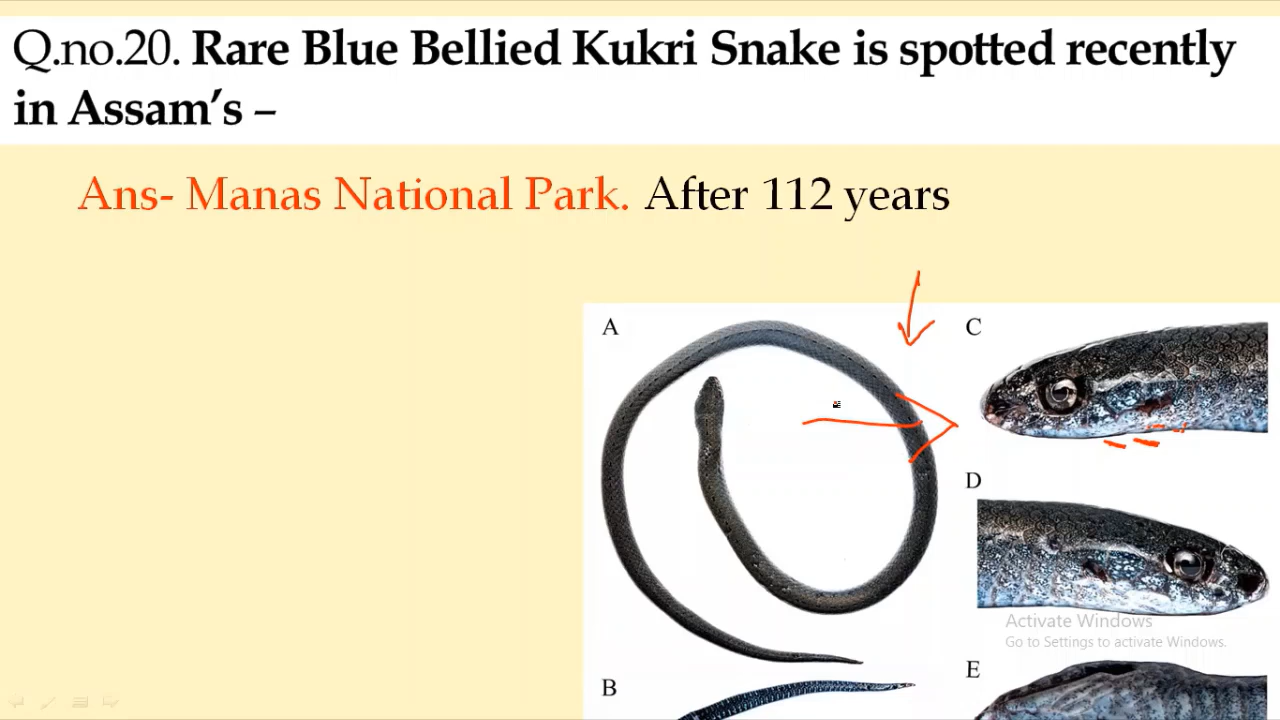 Q.no.20. Rare Blue Bellied Kukri Snake is spotted recently
in Assam’s –
Ans- Manas National Park. After 112 years
A
C
D
Activate Windows
Go to Settings to activate Windows.
E
B